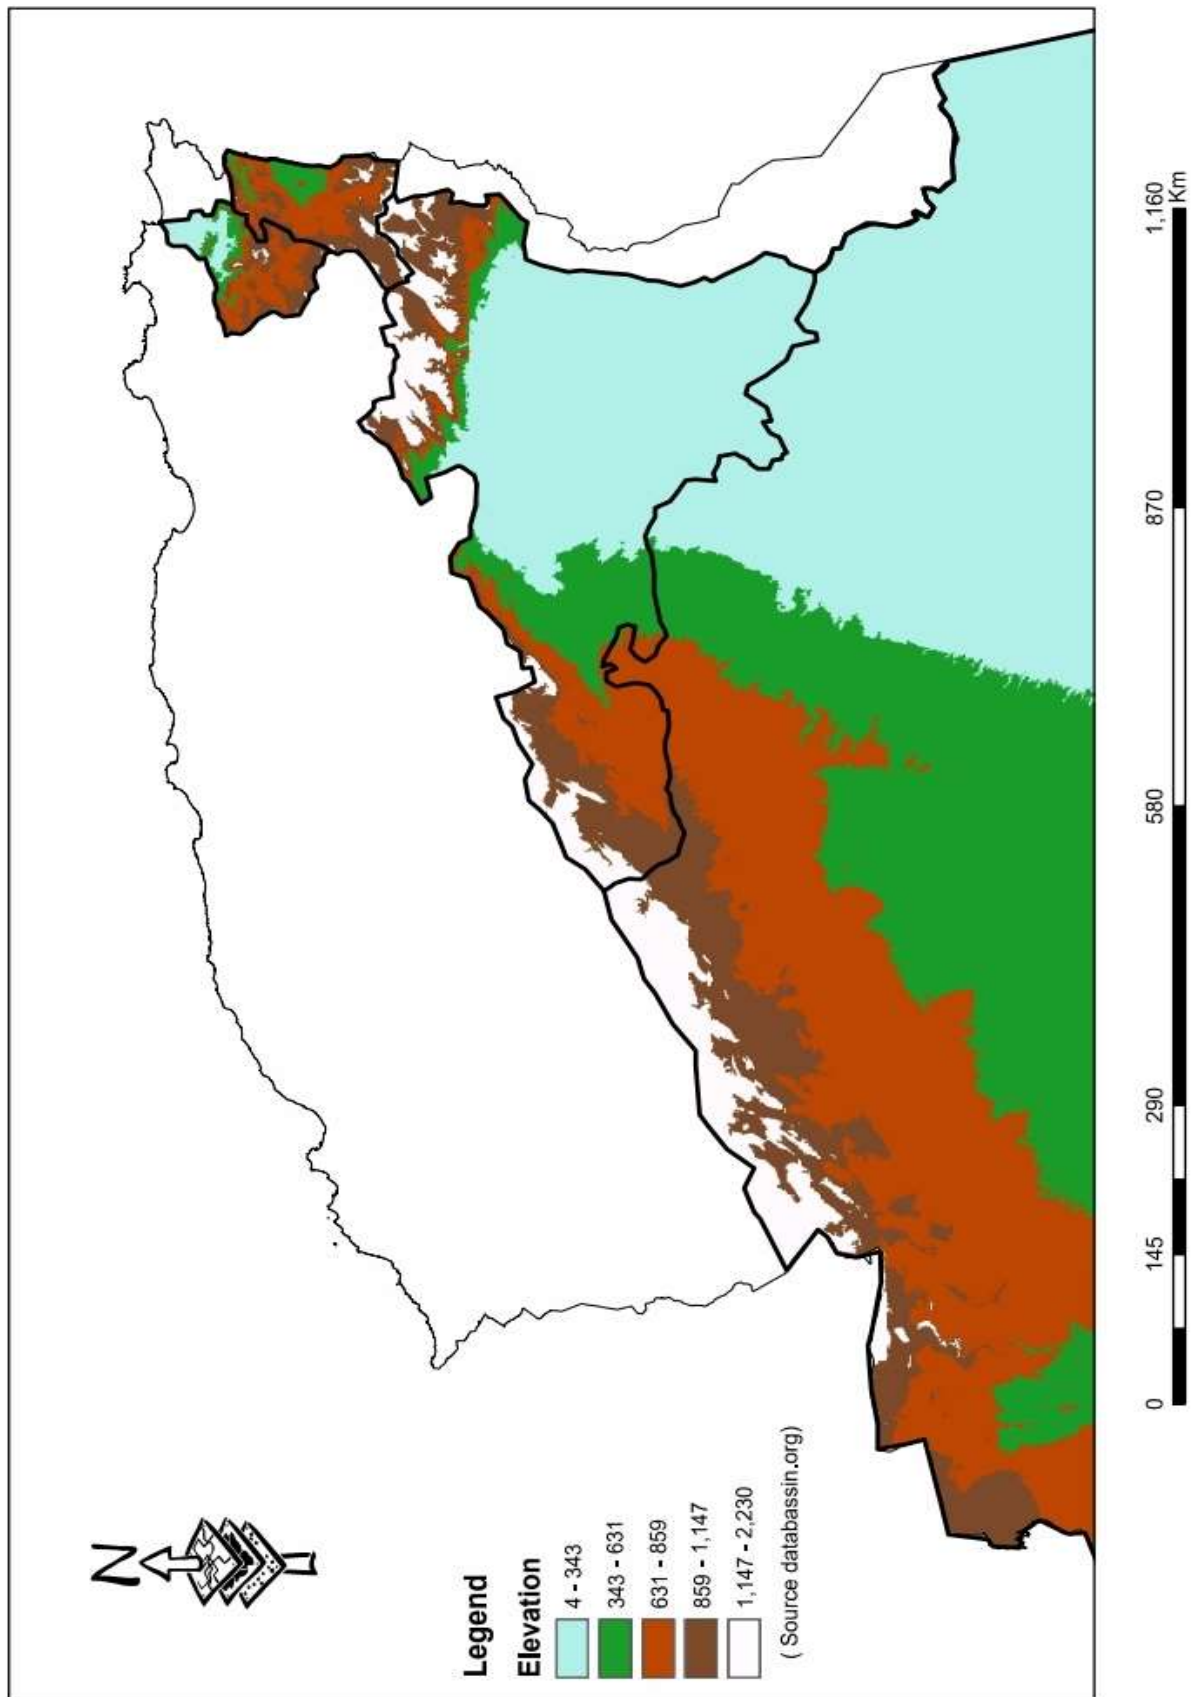 N
Legend
Elevation
4 - 343
343 - 631
631 - 859
859 - 1,147
1,147 - 2,230
( Source databassin.org)
0 145 290 580 870 1,160
Km